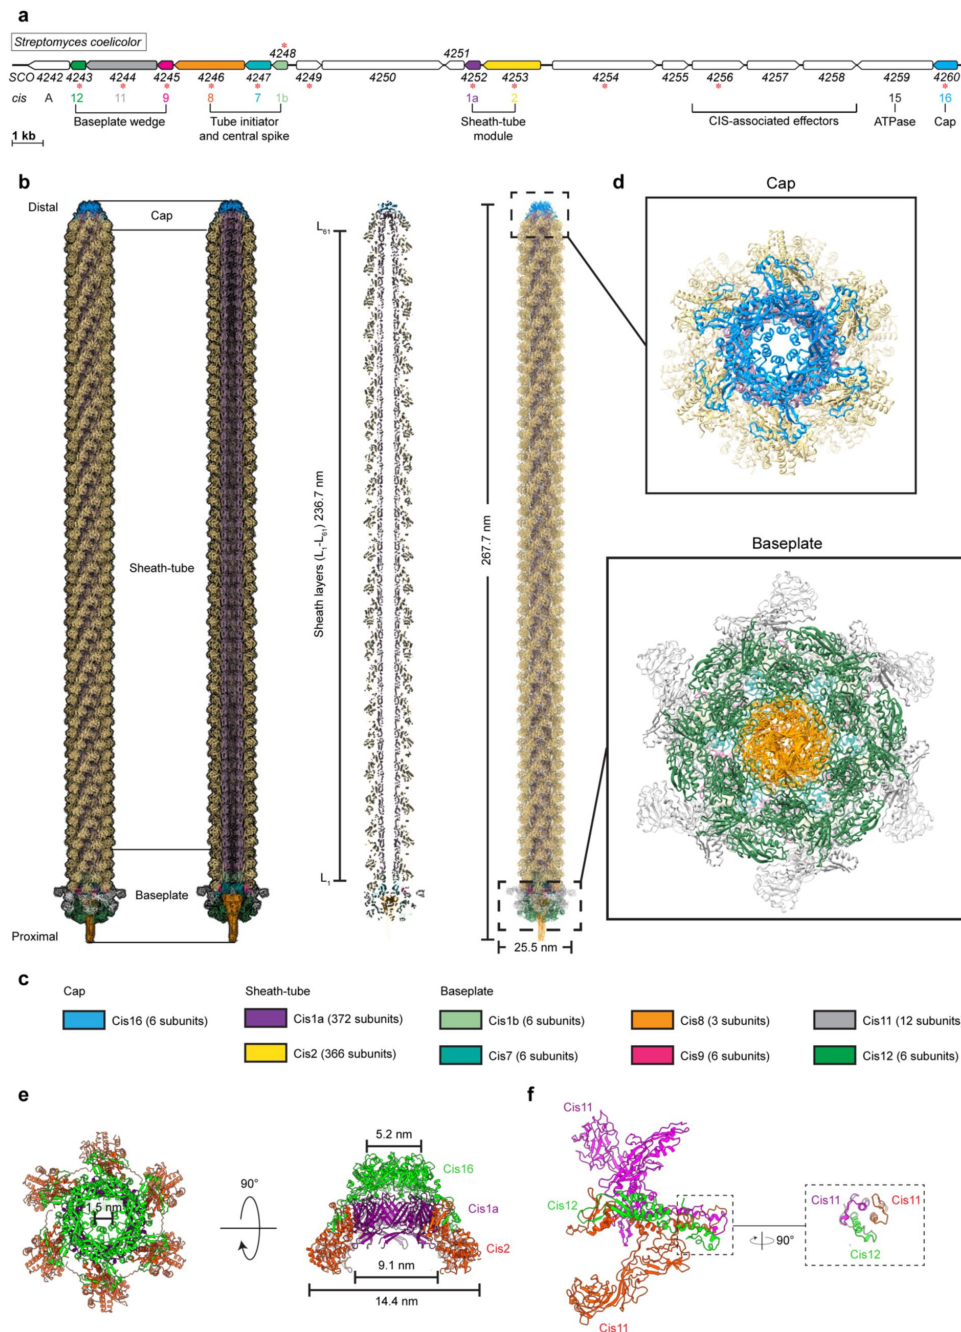 a
Streptomyces coelicolor
*
4248
4251
SCO 4242 4243 4244 4245 4246 4247 4249 4250 4252 4253 4254 4255 4256 4257 4258 4259 4260
* * * * * * * * * * *
cis A 12 11 9 8 7 1b 1a 2 15 16
Baseplate wedge
Tube initiator and central spike
Sheath-tube module
CIS-associated effectors
ATPase
Cap
1 kb
b
Distal
Cap
Sheath-tube
Baseplate
Proximal
L61
Sheath layers (L1-L61) 236.7 nm
L1
267.7 nm
25.5 nm
d
Cap
Baseplate
c
Cap
Sheath-tube
Baseplate
Cis16 (6 subunits)
Cis1a (372 subunits)
Cis1b (6 subunits)
Cis8 (3 subunits)
Cis11 (12 subunits
Cis2 (366 subunits)
Cis7 (6 subunits)
Cis9 (6 subunits)
Cis12 (6 subunits)
e
1.5 nm
90°
5.2 nm
Cis16
Cis1a
Cis2
9.1 nm
14.4 nm
f
Cis11
Cis12
Cis11
90°
Cis11
Cis11
Cis12